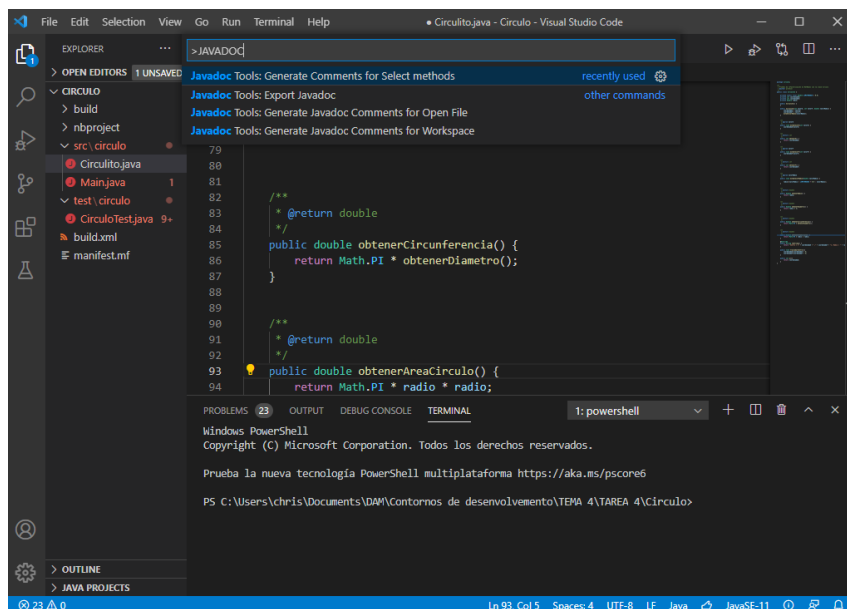 File Edit Selection View Go Run Terminal Help ● Circulito.java - Circulo - Visual Studio Code
EXPLORER
>JAVADOC
OPEN EDITORS 1 UNSAVED
Javadoc Tools: Generate Comments for Select methods recently used
Javadoc Tools: Export Javadoc other commands
Javadoc Tools: Generate Javadoc Comments for Open File
Javadoc Tools: Generate Javadoc Comments for Workspace
CIRCULO
build
nbproject
src\circulo
Circulito.java
Main.java 1
test\circulo
CirculoTest.java 9+
build.xml
manifest.mf
79
80
81
82 /**
83 * @return double
84 */
85 public double obtenerCircunferencia() {
86 return Math.PI * obtenerDiametro();
87 }
88
89
90 /**
91 * @return double
92 */
93 public double obtenerAreaCirculo() {
94 return Math.PI * radio * radio;
PROBLEMS 23 OUTPUT DEBUG CONSOLE TERMINAL 1: powershell
Windows PowerShell
Copyright (C) Microsoft Corporation. Todos los derechos reservados.
Prueba la nueva tecnología PowerShell multiplataforma https://aka.ms/pscore6
PS C:\Users\chris\Documents\DAM\Contornos de desenvolvemento\TEMA 4\TAREA 4\Circulo>
OUTLINE
JAVA PROJECTS
23 0 Ln 93, Col 5 Spaces: 4 UTF-8 LF Java JavaSE-11